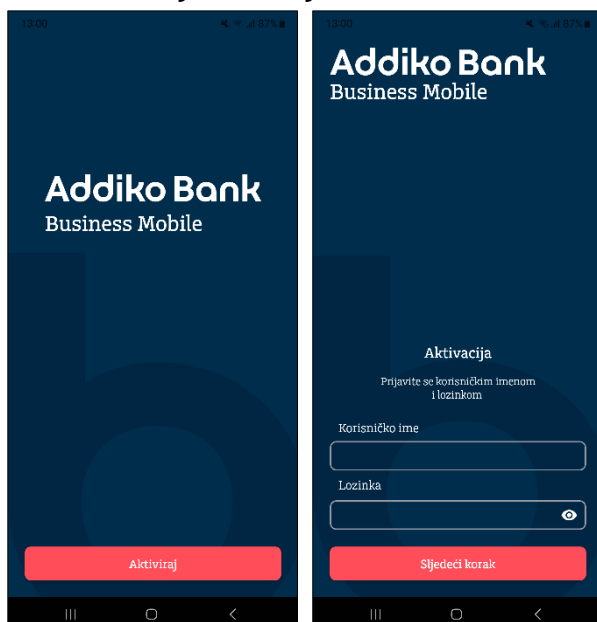 13:00
87%
Addiko Bank
Business Mobile
Aktiviraj
13:00
87%
Addiko Bank
Business Mobile
Aktivacija
Prijavite se korisničkim imenom
i lozinkom
Korisničko ime
Lozinka
Sljedeći korak